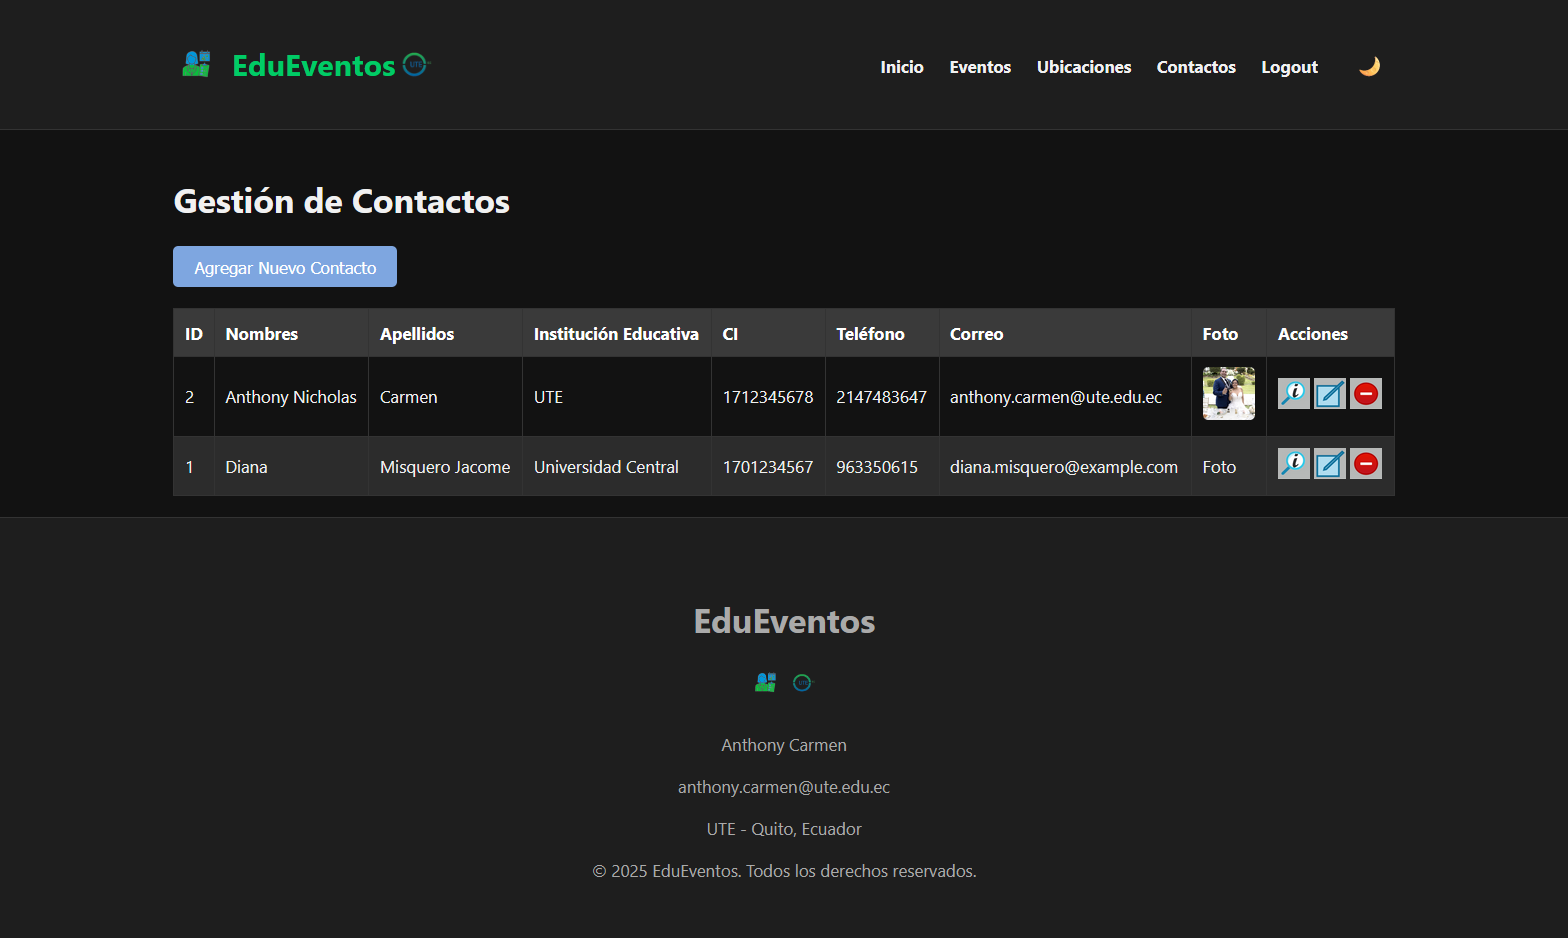 EduEventos UTE
Inicio Eventos Ubicaciones Contactos Logout
Gestión de Contactos
Agregar Nuevo Contacto
ID Nombres Apellidos Institución Educativa CI Teléfono Correo Foto Acciones
2 Anthony Nicholas Carmen UTE 1712345678 2147483647 anthony.carmen@ute.edu.ec
1 Diana Misquero Jacome Universidad Central 1701234567 963350615 diana.misquero@example.com Foto
EduEventos
UTE
Anthony Carmen
anthony.carmen@ute.edu.ec
UTE - Quito, Ecuador
© 2025 EduEventos. Todos los derechos reservados.